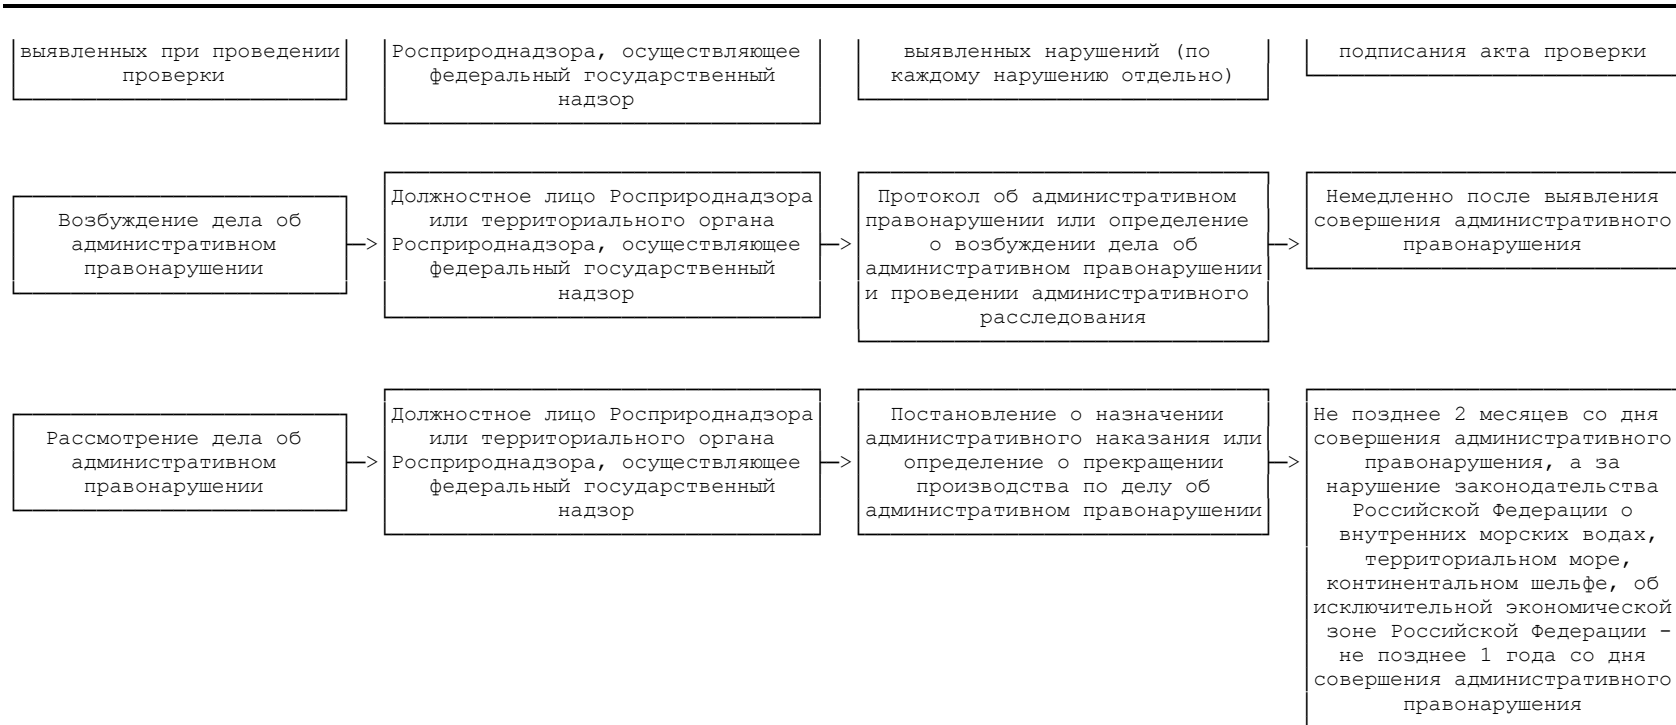 выявленных при проведении
проверки
Росприроднадзора, осуществляющее
федеральный государственный
надзор
выявленных нарушений (по
каждому нарушению отдельно)
подписания акта проверки
Возбуждение дела об
административном
правонарушении
Должностное лицо Росприроднадзора
или территориального органа
Росприроднадзора, осуществляющее
федеральный государственный
надзор
Протокол об административном
правонарушении или определение
о возбуждении дела об
административном правонарушении
и проведении административного
расследования
Немедленно после выявления
совершения административного
правонарушения
Рассмотрение дела об
административном
правонарушении
Должностное лицо Росприроднадзора
или территориального органа
Росприроднадзора, осуществляющее
федеральный государственный
надзор
Постановление о назначении
административного наказания или
определение о прекращении
производства по делу об
административном правонарушении
Не позднее 2 месяцев со дня
совершения административного
правонарушения, а за
нарушение законодательства
Российской Федерации о
внутренних морских водах,
территориальном море,
континентальном шельфе, об
исключительной экономической
зоне Российской Федерации -
не позднее 1 года со дня
совершения административного
правонарушения